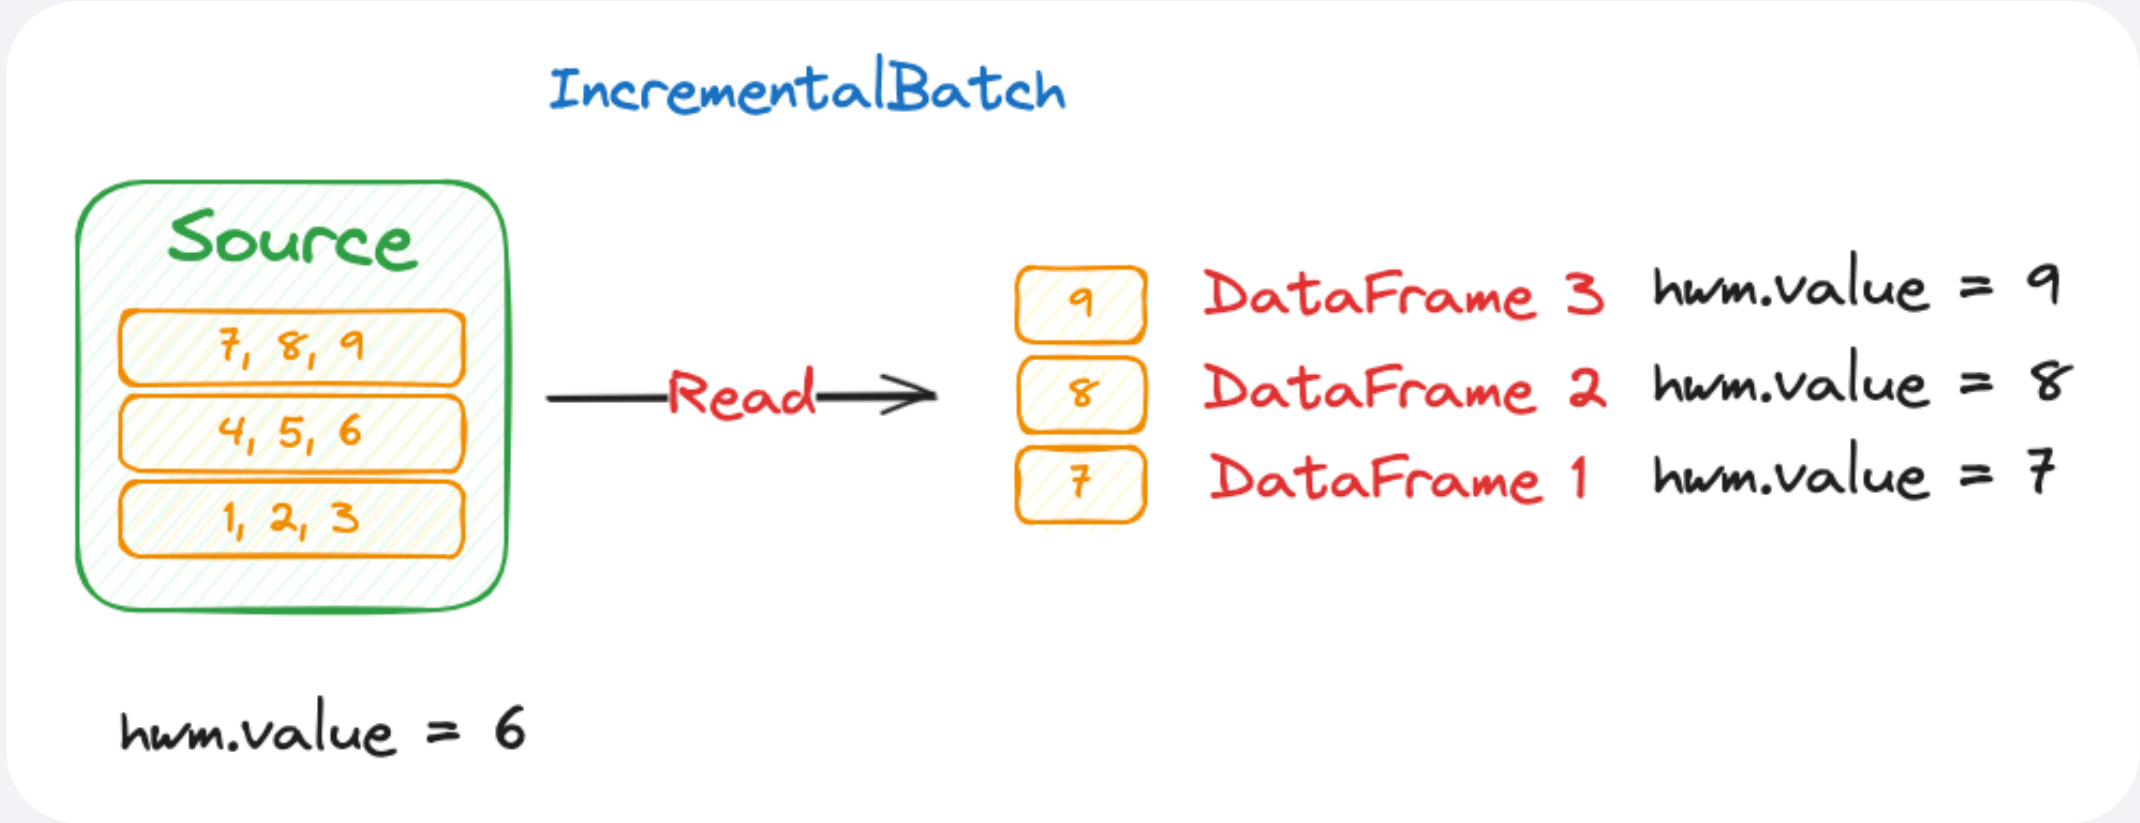 IncrementalBatch
Source
7, 8, 9
4, 5, 6
1, 2, 3
hwm.value = 6
Read
9 DataFrame 3 hwm.value = 9
8 DataFrame 2 hwm.value = 8
7 DataFrame 1 hwm.value = 7